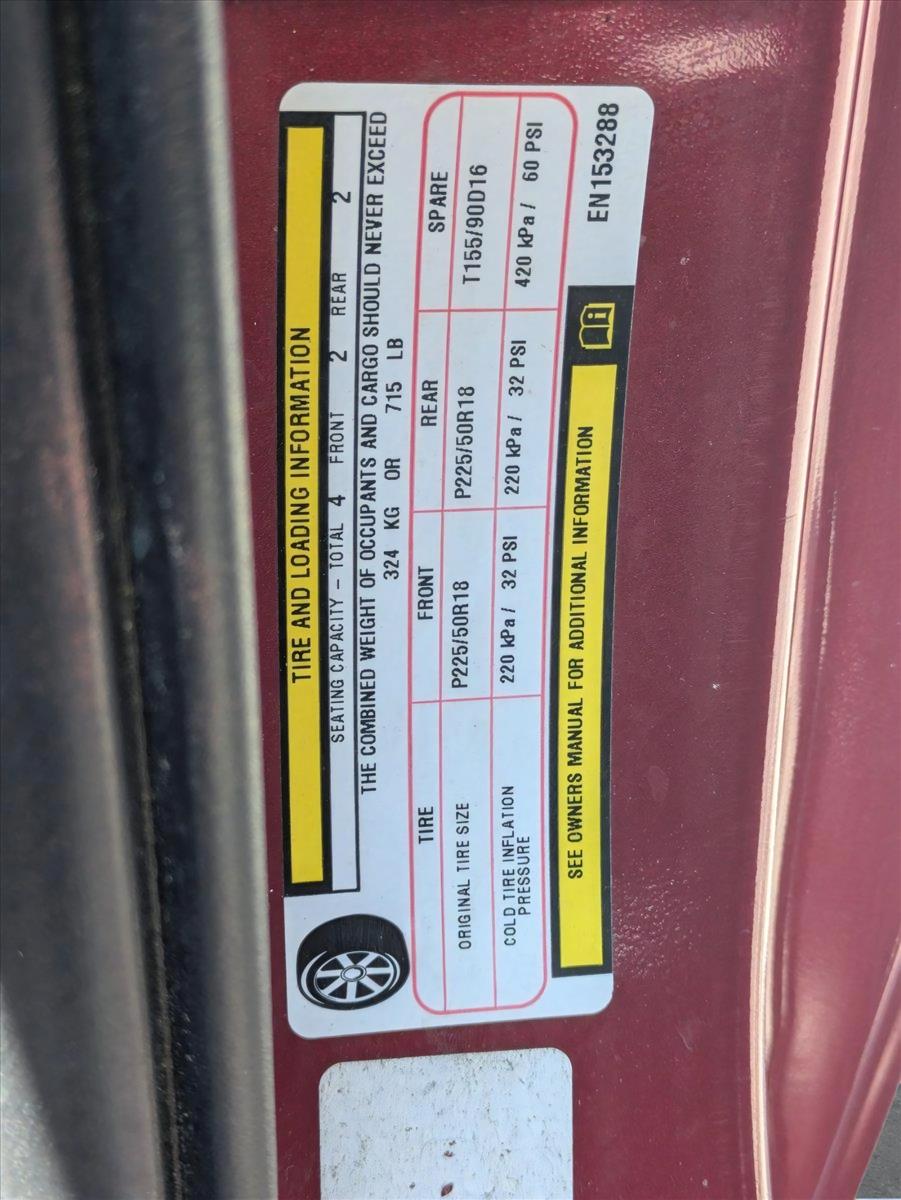 TIRE AND LOADING INFORMATION
SEATING CAPACITY – TOTAL 4 FRONT 2 REAR 2
THE COMBINED WEIGHT OF OCCUPANTS AND CARGO SHOULD NEVER EXCEED
324 KG OR 715 LB
TIRE FRONT REAR SPARE
ORIGINAL TIRE SIZE P225/50R18 P225/50R18 T155/90D16
COLD TIRE INFLATION
PRESSURE 220 kPa / 32 PSI 220 kPa / 32 PSI 420 kPa / 60 PSI
SEE OWNERS MANUAL FOR ADDITIONAL INFORMATION
EN153288